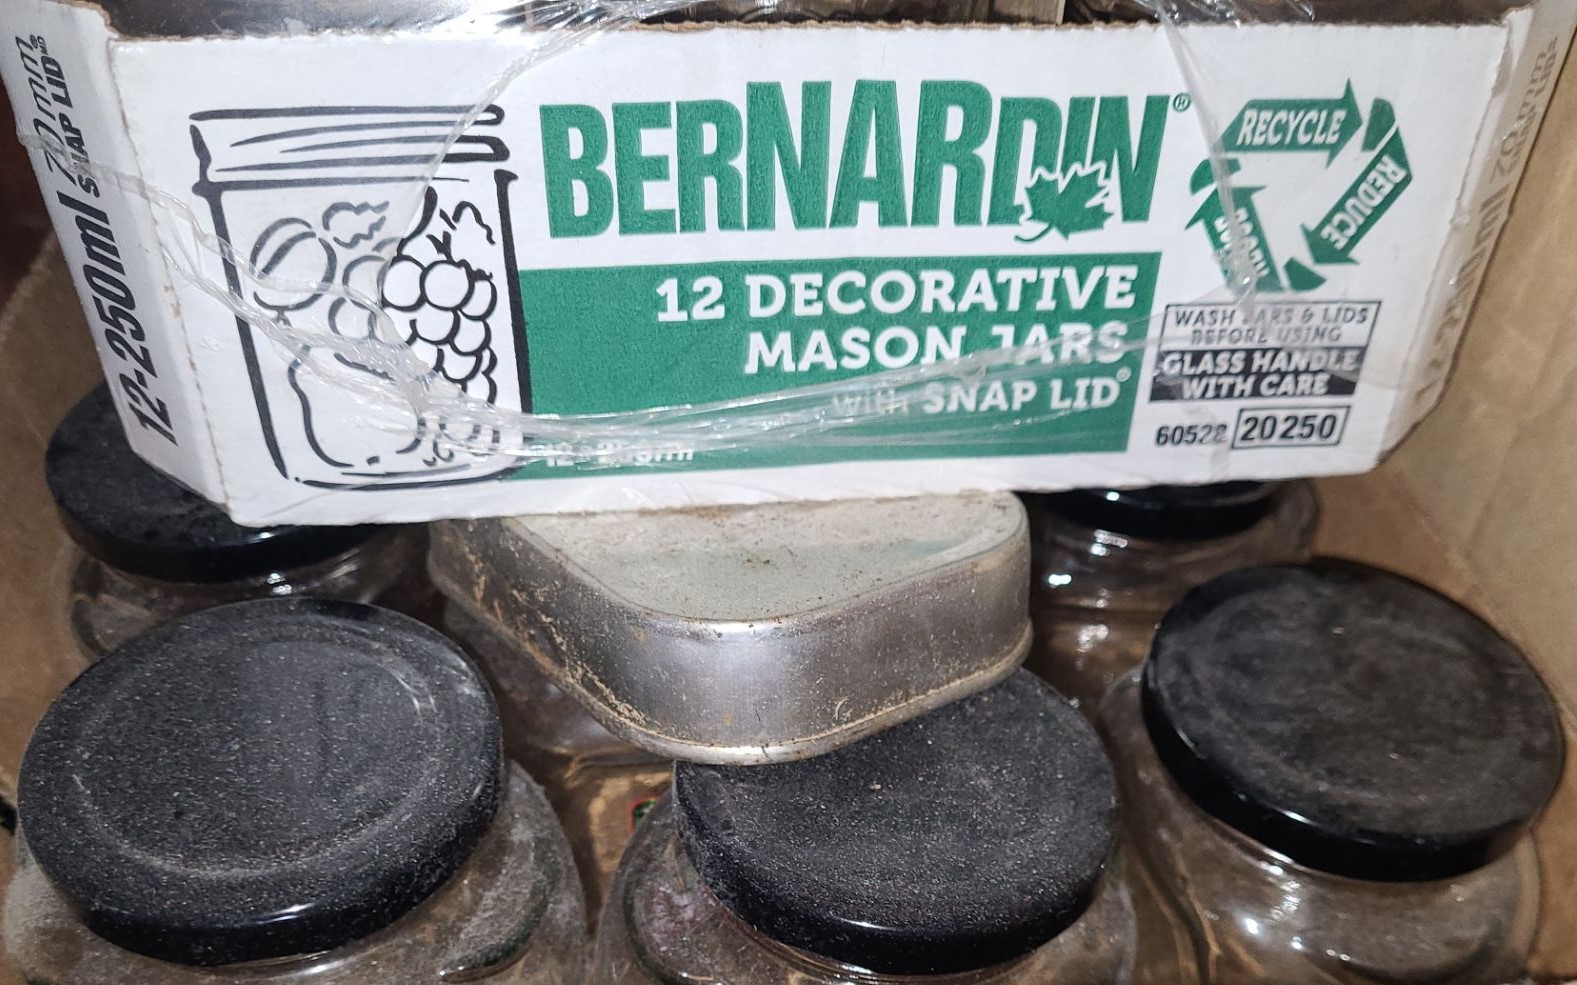 12-250ml 70mm
SNAP LID®
BERNARDIN®
12 DECORATIVE
MASON JARS
with SNAP LID®
RECYCLE
REDUCE
WASH JARS & LIDS
BEFORE USING
GLASS HANDLE
WITH CARE
60528 20250